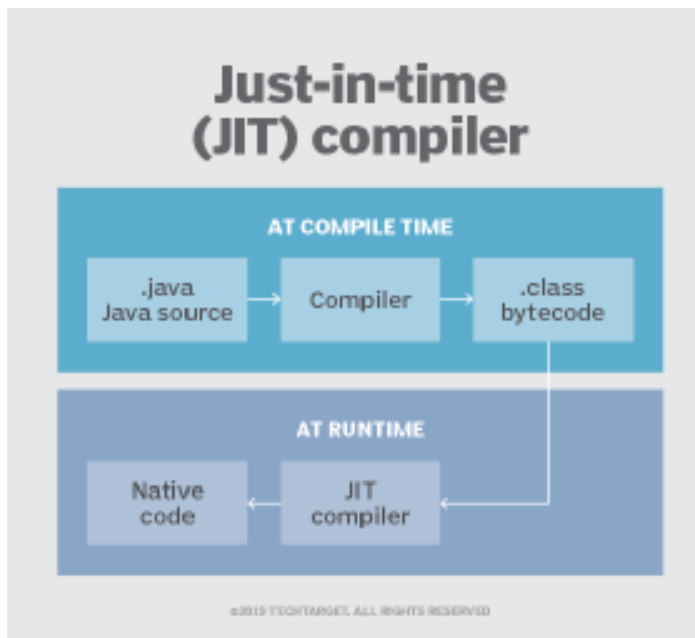 Just-in-time
(JIT) compiler
AT COMPILE TIME
.java
Java source
Compiler
.class
bytecode
AT RUNTIME
Native
code
JIT
compiler
©2019 TECHTARGET. ALL RIGHTS RESERVED